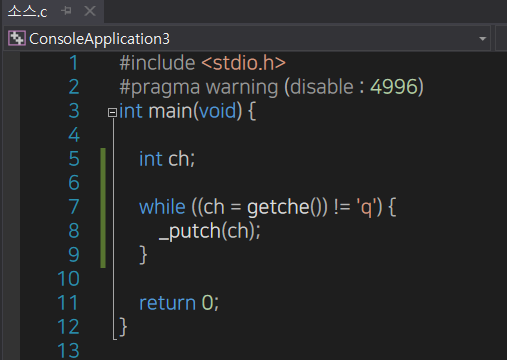 소스.c
ConsoleApplication3
1 #include <stdio.h>
2 #pragma warning (disable : 4996)
3 int main(void) {
4
5 int ch;
6
7 while ((ch = getche()) != 'q') {
8 _putch(ch);
9 }
10
11 return 0;
12 }
13